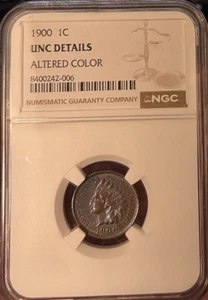 1900 1C
UNC DETAILS
ALTERED COLOR
8400242-006
NUMISMATIC GUARANTY COMPANY NGC